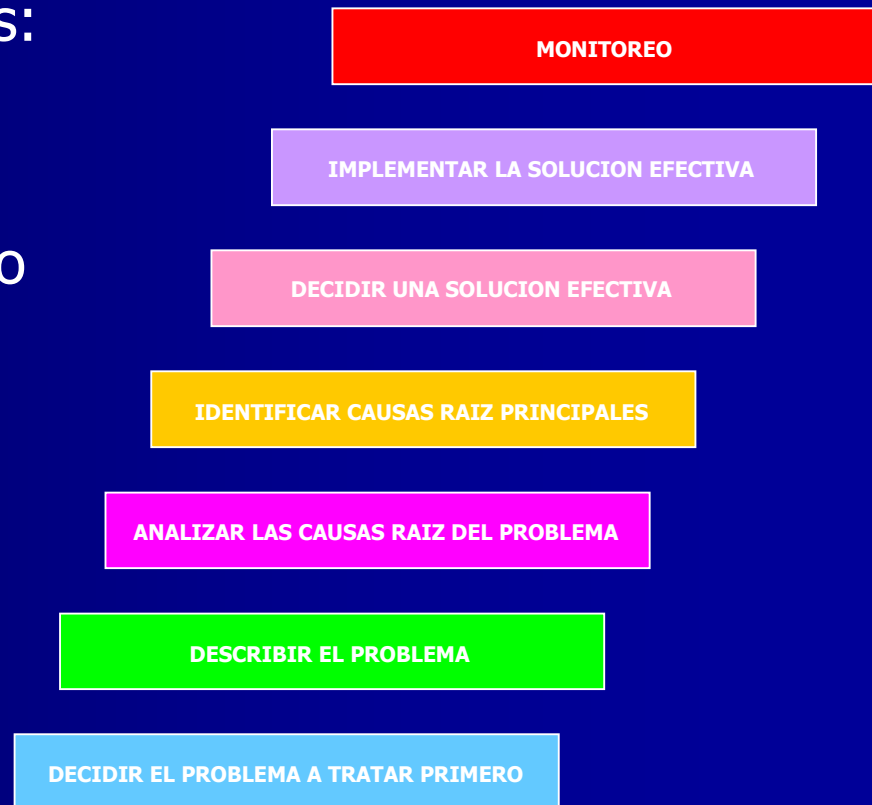 s:
MONITOREO
IMPLEMENTAR LA SOLUCION EFECTIVA
o
DECIDIR UNA SOLUCION EFECTIVA
IDENTIFICAR CAUSAS RAIZ PRINCIPALES
ANALIZAR LAS CAUSAS RAIZ DEL PROBLEMA
DESCRIBIR EL PROBLEMA
DECIDIR EL PROBLEMA A TRATAR PRIMERO